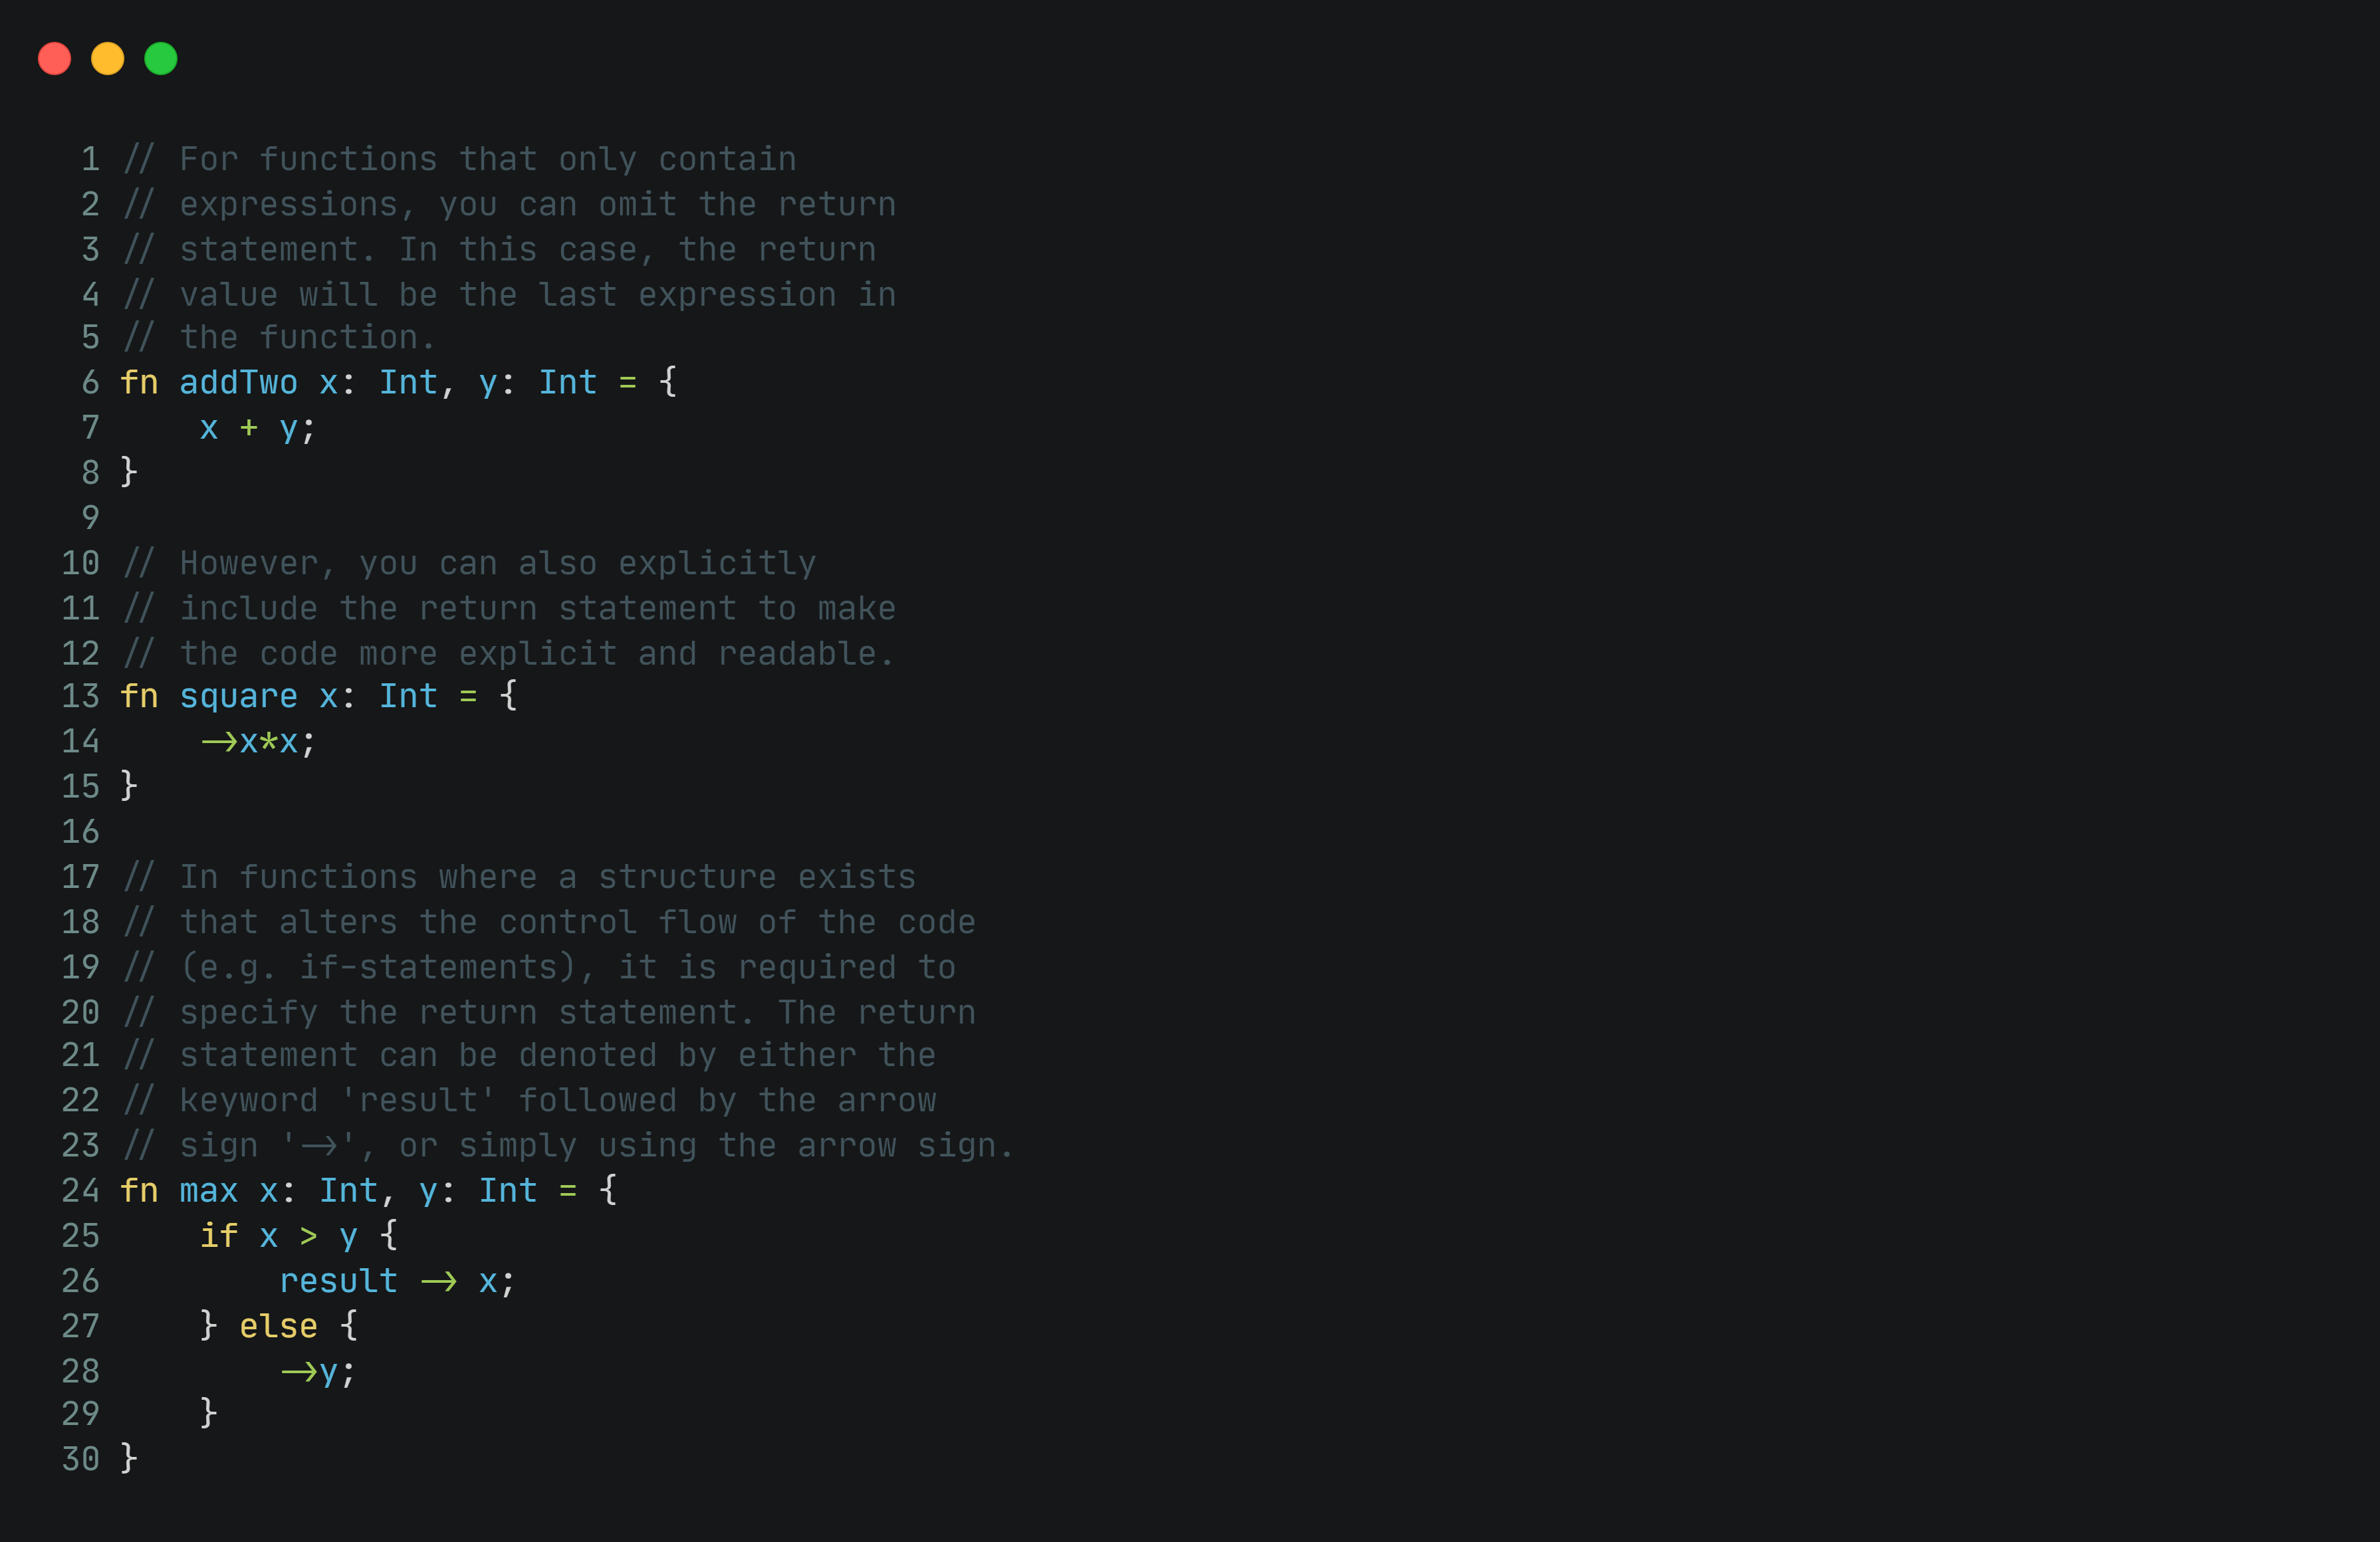 1 // For functions that only contain
2 // expressions, you can omit the return
3 // statement. In this case, the return
4 // value will be the last expression in
5 // the function.
6 fn addTwo x: Int, y: Int = {
7     x + y;
8 }
9
10 // However, you can also explicitly
11 // include the return statement to make
12 // the code more explicit and readable.
13 fn square x: Int = {
14     ->x*x;
15 }
16
17 // In functions where a structure exists
18 // that alters the control flow of the code
19 // (e.g. if-statements), it is required to
20 // specify the return statement. The return
21 // statement can be denoted by either the
22 // keyword 'result' followed by the arrow
23 // sign '->', or simply using the arrow sign.
24 fn max x: Int, y: Int = {
25     if x > y {
26         result -> x;
27     } else {
28         ->y;
29     }
30 }